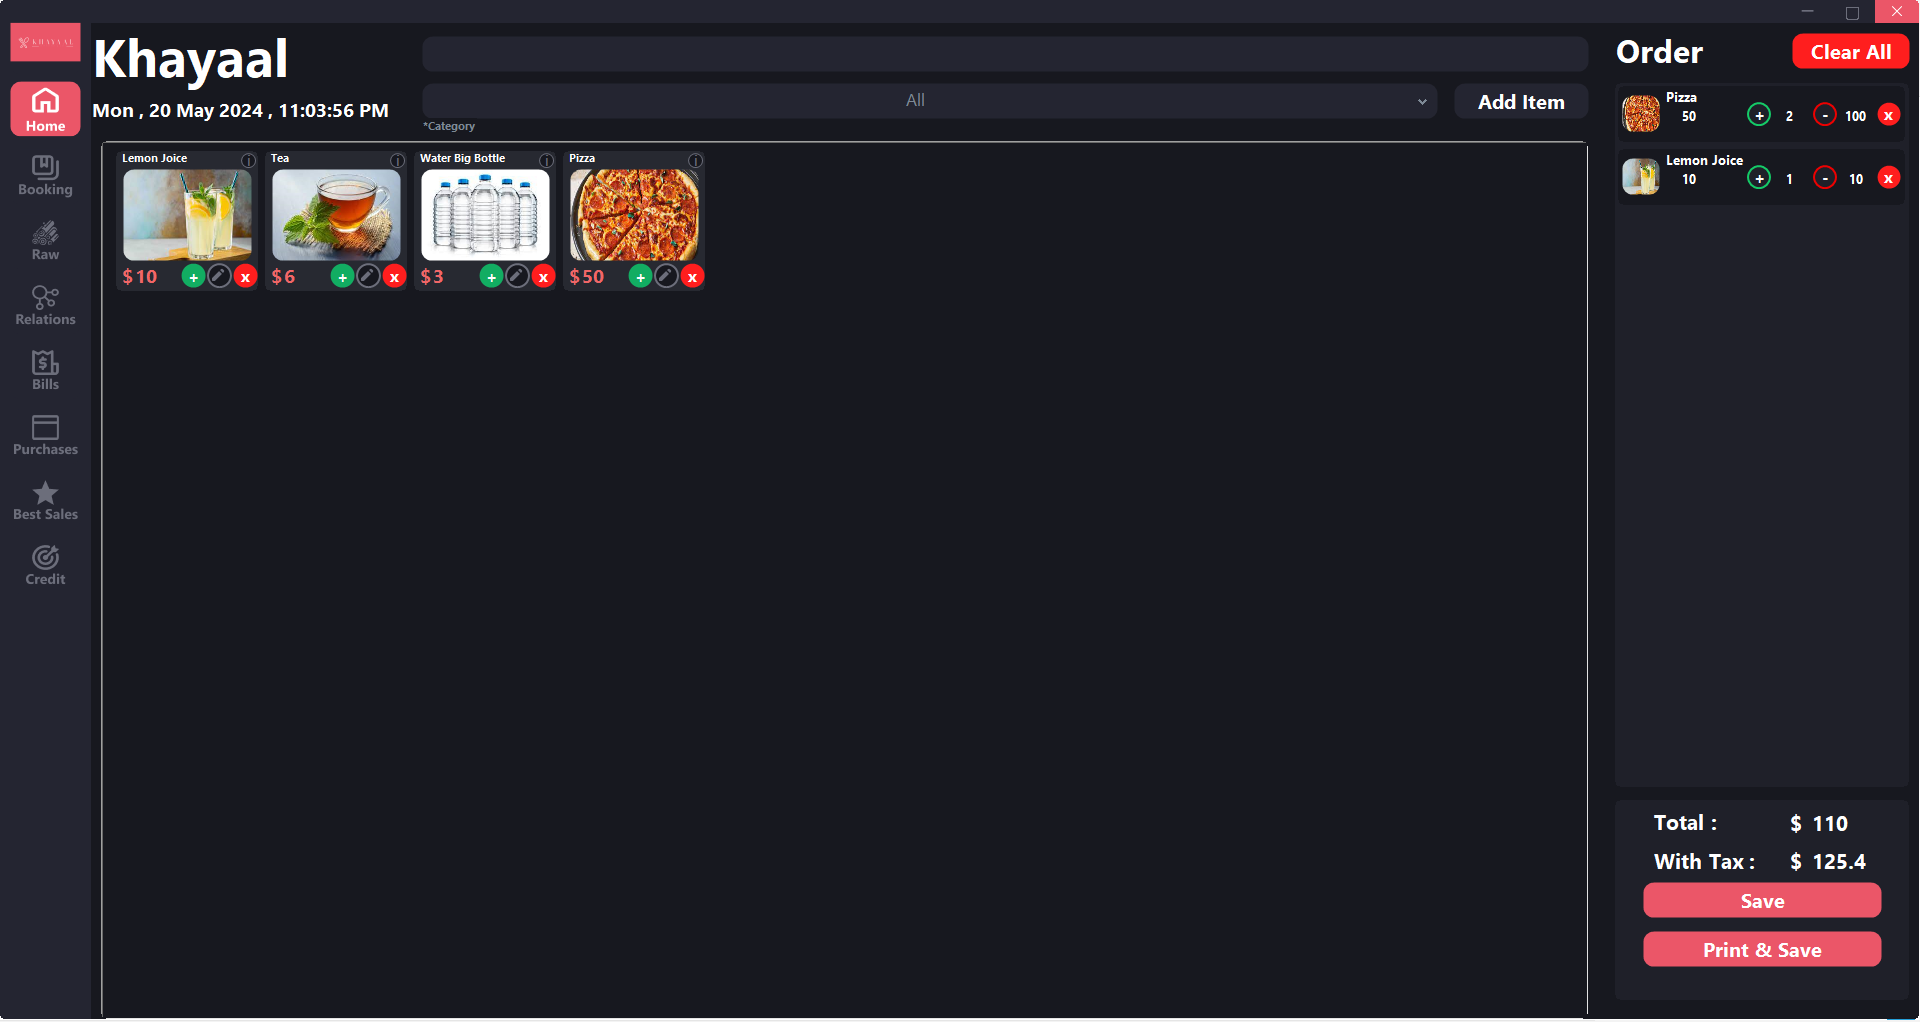 KHAYAAL
Home
Booking
Raw
Relations
Bills
Purchases
Best Sales
Credit
Khayaal
Mon , 20 May 2024 , 11:03:56 PM
All
*Category
Add Item
Lemon Joice
$10
+
x
Tea
$6
+
x
Water Big Bottle
$3
+
x
Pizza
$50
+
x
Order
Clear All
Pizza
50
+ 2 - 100 x
Lemon Joice
10
+ 1 - 10 x
Total : $ 110
With Tax : $ 125.4
Save
Print & Save